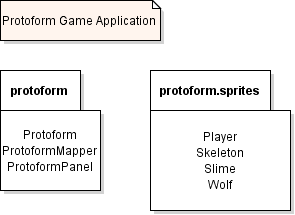 Protoform Game Application
protoform
Protoform
ProtoformMapper
ProtoformPanel
protoform.sprites
Player
Skeleton
Slime
Wolf